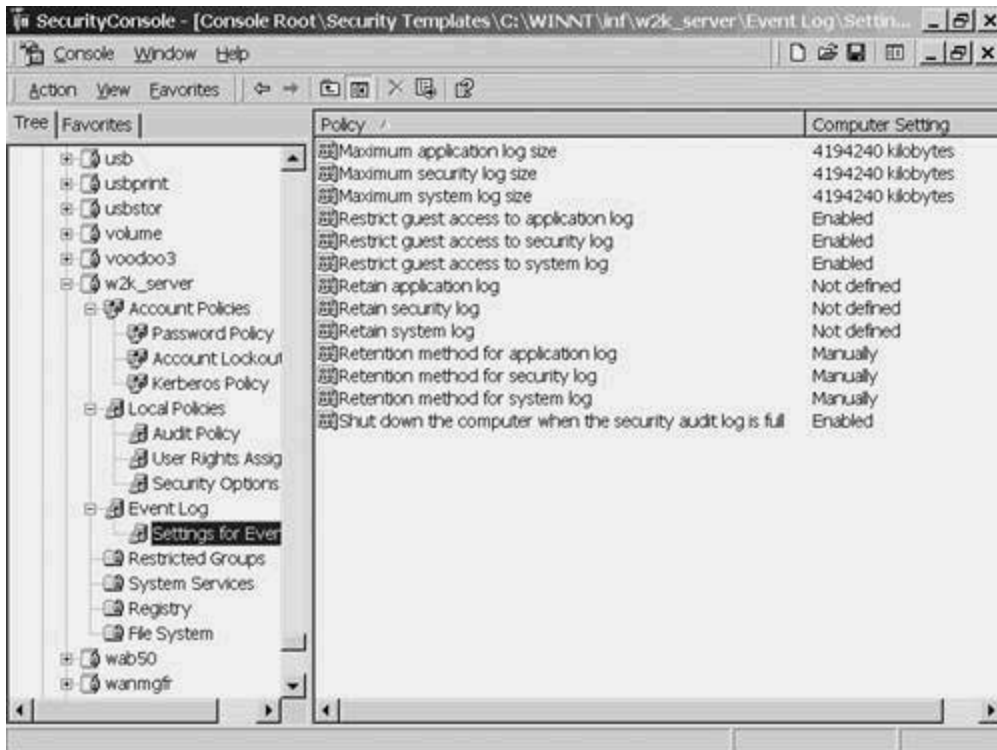 SecurityConsole - [Console Root\Security Templates\C:\WINNT\inf\w2k_server\Event Log\Settin...
Console Window Help
Action View Favorites
Tree Favorites
usb
usbprint
usbstor
volume
voodoo3
w2k_server
Account Policies
Password Policy
Account Lockout
Kerberos Policy
Local Policies
Audit Policy
User Rights Assig
Security Options
Event Log
Settings for Ever
Restricted Groups
System Services
Registry
File System
wab50
wanmgfr
Policy Computer Setting
Maximum application log size 4194240 kilobytes
Maximum security log size 4194240 kilobytes
Maximum system log size 4194240 kilobytes
Restrict guest access to application log Enabled
Restrict guest access to security log Enabled
Restrict guest access to system log Enabled
Retain application log Not defined
Retain security log Not defined
Retain system log Not defined
Retention method for application log Manually
Retention method for security log Manually
Retention method for system log Manually
Shut down the computer when the security audit log is full Enabled